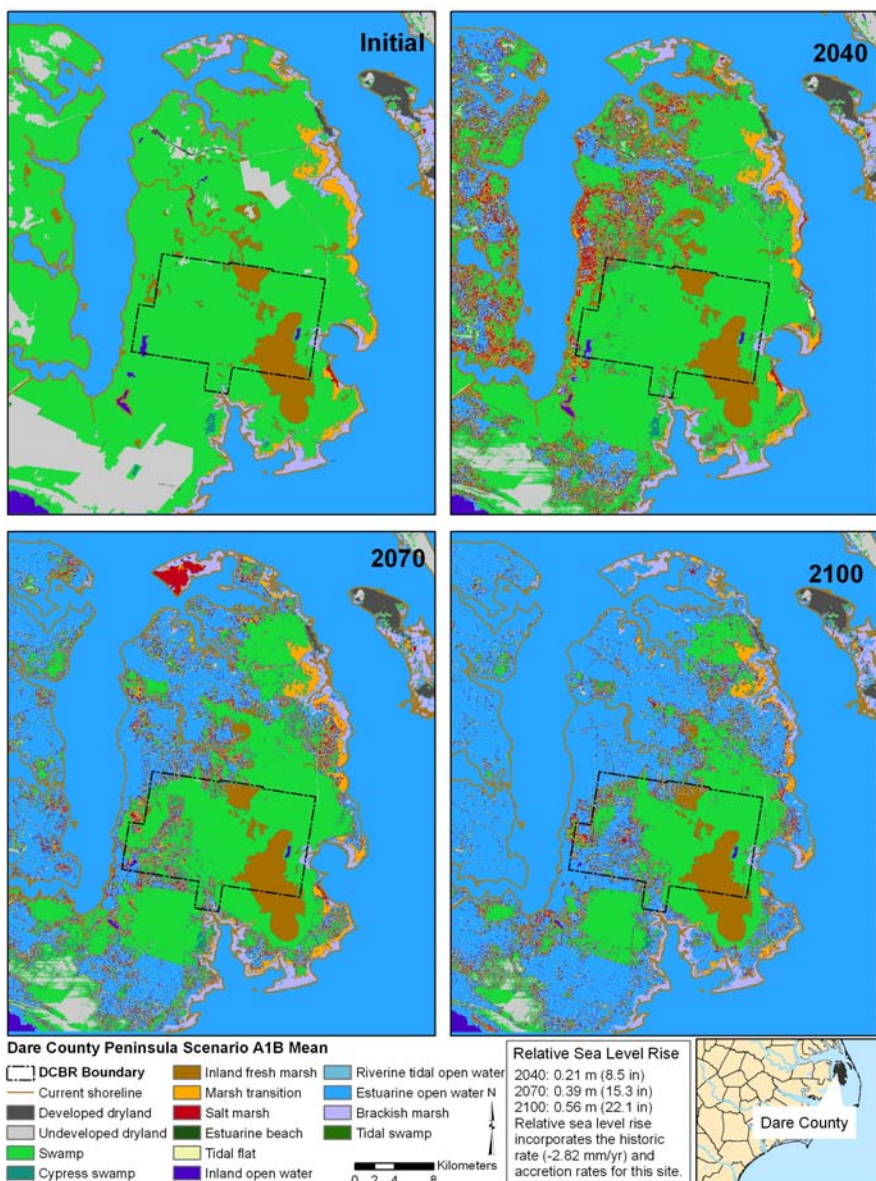 Initial
2040
2070
2100
Dare County Peninsula Scenario A1B Mean
DCBR Boundary
Current shoreline
Developed dryland
Undeveloped dryland
Swamp
Cypress swamp
Inland fresh marsh
Marsh transition
Salt marsh
Estuarine beach
Tidal flat
Inland open water
Riverine tidal open water
Estuarine open water
Brackish marsh
Tidal swamp
N
Kilometers
0 2 4 8
Relative Sea Level Rise
2040: 0.21 m (8.5 in)
2070: 0.39 m (15.3 in)
2100: 0.56 m (22.1 in)
Relative sea level rise
incorporates the historic
rate (-2.82 mm/yr) and
accretion rates for this site.
Dare County